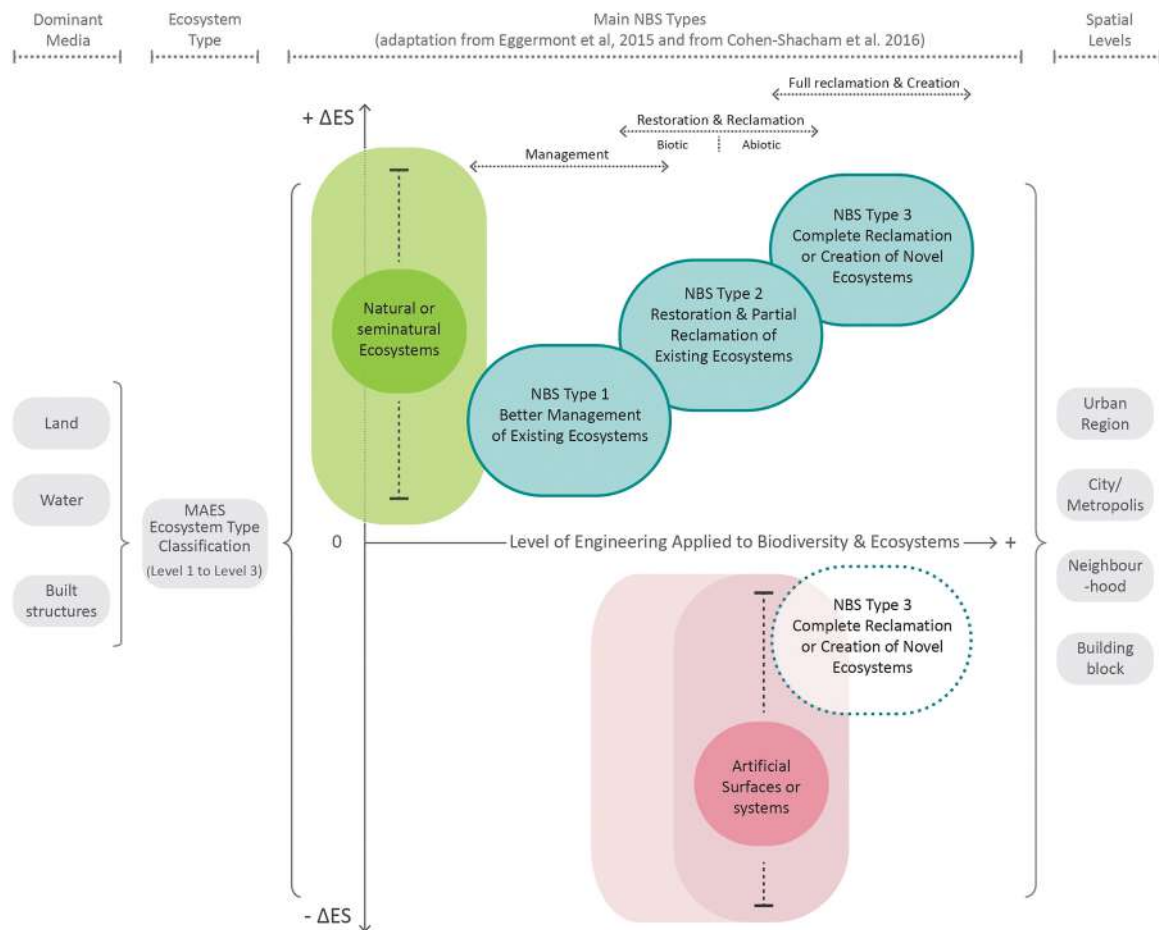 Dominant
Media
Ecosystem
Type
Main NBS Types
(adaptation from Eggermont et al, 2015 and from Cohen-Shacham et al. 2016)
Spatial
Levels
Full reclamation & Creation
Restoration & Reclamation
Biotic
Abiotic
Management
+ ΔES
NBS Type 3
Complete Reclamation
or Creation of Novel
Ecosystems
NBS Type 2
Restoration & Partial
Reclamation of
Existing Ecosystems
Natural or
seminatural
Ecosystems
NBS Type 1
Better Management
of Existing Ecosystems
Land
Water
Built
structures
MAES
Ecosystem Type
Classification
(Level 1 to Level 3)
0
Level of Engineering Applied to Biodiversity & Ecosystems
+
NBS Type 3
Complete Reclamation
or Creation of Novel
Ecosystems
Artificial
Surfaces or
systems
- ΔES
Urban
Region
City/
Metropolis
Neighbour
-hood
Building
block